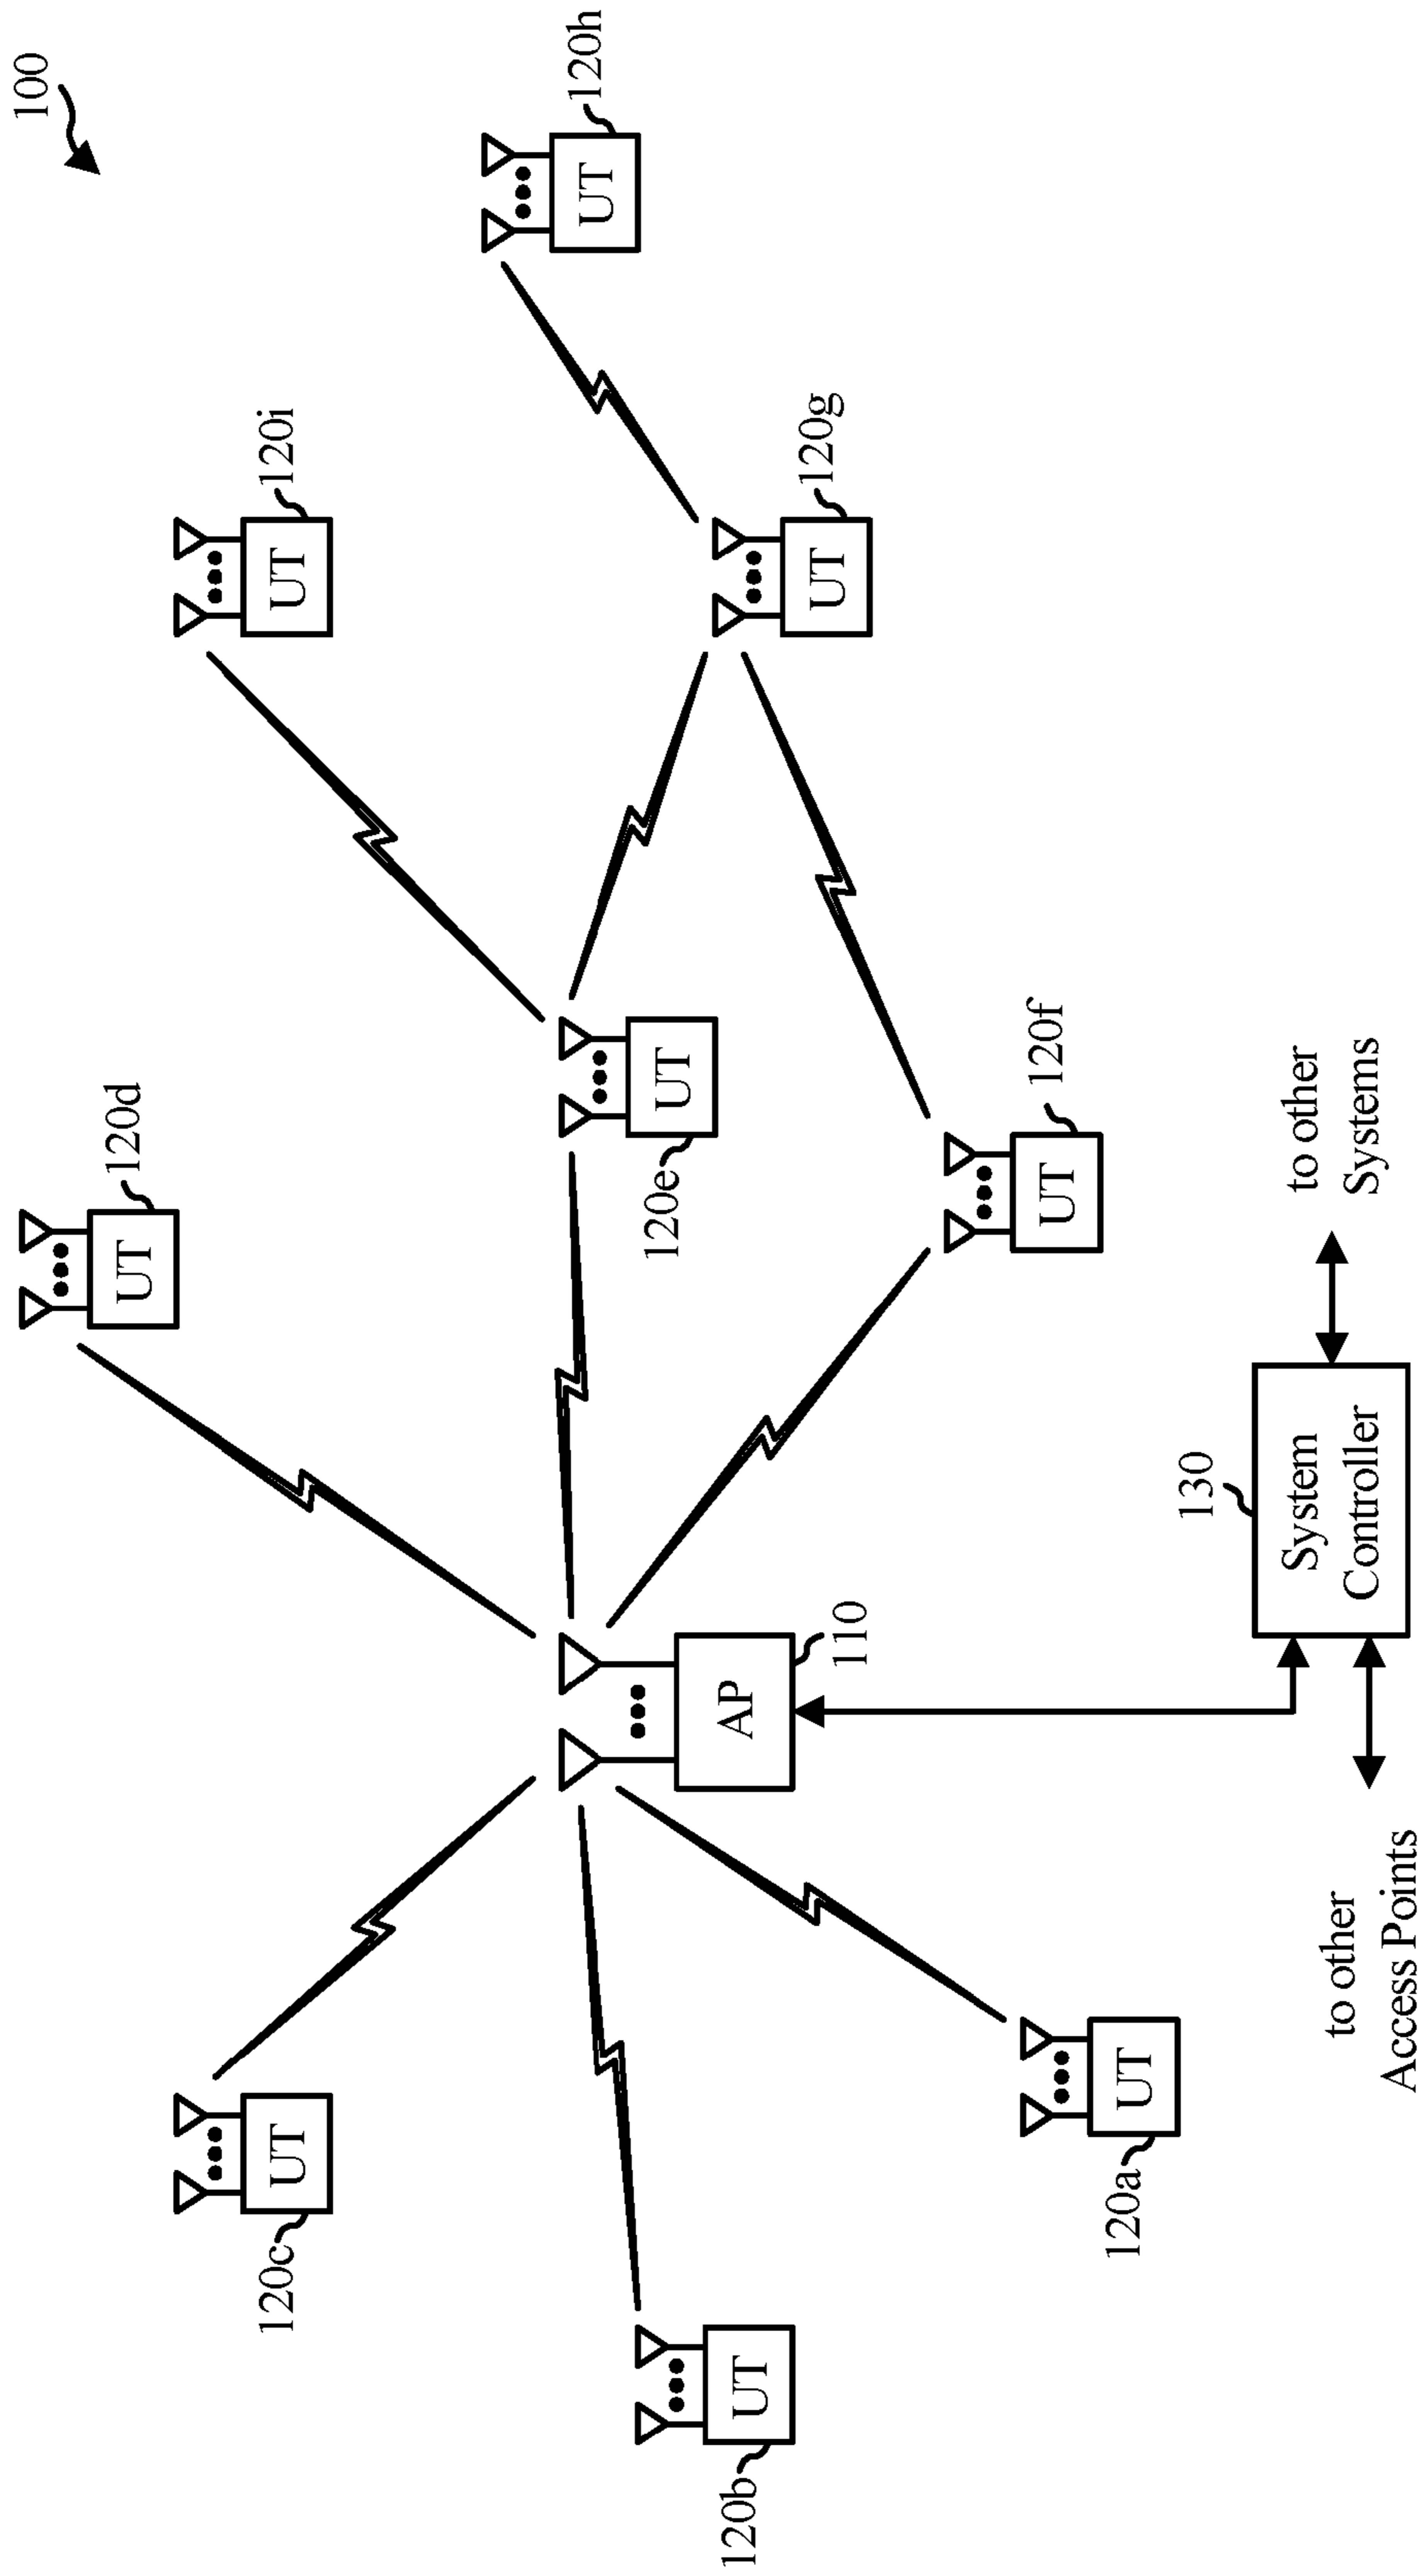 100
UT
120d
UT
120i
UT
120c
UT
120h
UT
120e
UT
120g
UT
120b
AP
110
UT
120f
UT
120a
130
System
Controller
to other
Systems
to other
Access Points